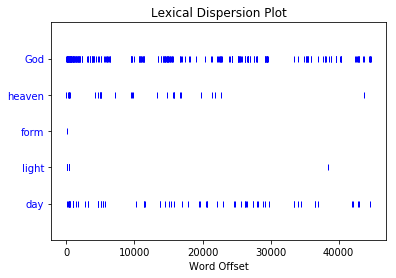 Lexical Dispersion Plot
God
heaven
form
light
day
0 10000 20000 30000 40000
Word Offset